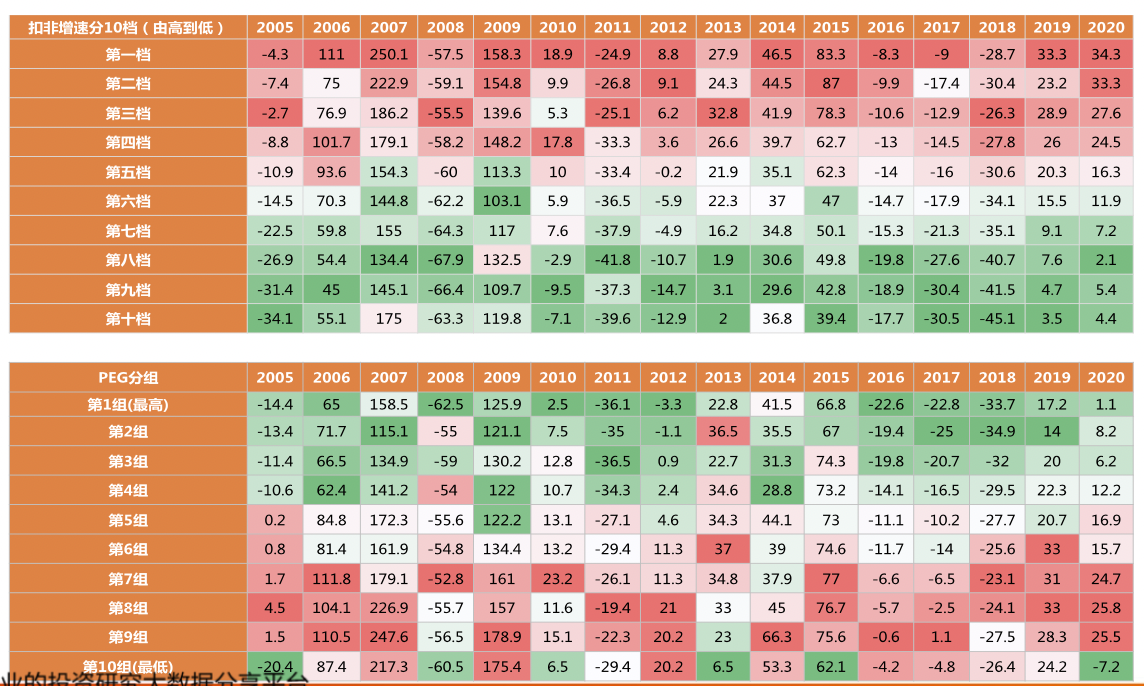 扣非增速分10档（由高到低） 2005 2006 2007 2008 2009 2010 2011 2012 2013 2014 2015 2016 2017 2018 2019 2020
第一档 -4.3 111 250.1 -57.5 158.3 18.9 -24.9 8.8 27.9 46.5 83.3 -8.3 -9 -28.7 33.3 34.3
第二档 -7.4 75 222.9 -59.1 154.8 9.9 -26.8 9.1 24.3 44.5 87 -9.9 -17.4 -30.4 23.2 33.3
第三档 -2.7 76.9 186.2 -55.5 139.6 5.3 -25.1 6.2 32.8 41.9 78.3 -10.6 -12.9 -26.3 28.9 27.6
第四档 -8.8 101.7 179.1 -58.2 148.2 17.8 -33.3 3.6 26.6 39.7 62.7 -13 -14.5 -27.8 26 24.5
第五档 -10.9 93.6 154.3 -60 113.3 10 -33.4 -0.2 21.9 35.1 62.3 -14 -16 -30.6 20.3 16.3
第六档 -14.5 70.3 144.8 -62.2 103.1 5.9 -36.5 -5.9 22.3 37 47 -14.7 -17.9 -34.1 15.5 11.9
第七档 -22.5 59.8 155 -64.3 117 7.6 -37.9 -4.9 16.2 34.8 50.1 -15.3 -21.3 -35.1 9.1 7.2
第八档 -26.9 54.4 134.4 -67.9 132.5 -2.9 -41.8 -10.7 1.9 30.6 49.8 -19.8 -27.6 -40.7 7.6 2.1
第九档 -31.4 45 145.1 -66.4 109.7 -9.5 -37.3 -14.7 3.1 29.6 42.8 -18.9 -30.4 -41.5 4.7 5.4
第十档 -34.1 55.1 175 -63.3 119.8 -7.1 -39.6 -12.9 2 36.8 39.4 -17.7 -30.5 -45.1 3.5 4.4
PEG分组 2005 2006 2007 2008 2009 2010 2011 2012 2013 2014 2015 2016 2017 2018 2019 2020
第1组(最高) -14.4 65 158.5 -62.5 125.9 2.5 -36.1 -3.3 22.8 41.5 66.8 -22.6 -22.8 -33.7 17.2 1.1
第2组 -13.4 71.7 115.1 -55 121.1 7.5 -35 -1.1 36.5 35.5 67 -19.4 -25 -34.9 14 8.2
第3组 -11.4 66.5 134.9 -59 130.2 12.8 -36.5 0.9 22.7 31.3 74.3 -19.8 -20.7 -32 20 6.2
第4组 -10.6 62.4 141.2 -54 122 10.7 -34.3 2.4 34.6 28.8 73.2 -14.1 -16.5 -29.5 22.3 12.2
第5组 0.2 84.8 172.3 -55.6 122.2 13.1 -27.1 4.6 34.3 44.1 73 -11.1 -10.2 -27.7 20.7 16.9
第6组 0.8 81.4 161.9 -54.8 134.4 13.2 -29.4 11.3 37 39 74.6 -11.7 -14 -25.6 33 15.7
第7组 1.7 111.8 179.1 -52.8 161 23.2 -26.1 11.3 34.8 37.9 77 -6.6 -6.5 -23.1 31 24.7
第8组 4.5 104.1 226.9 -55.7 157 11.6 -19.4 21 33 45 76.7 -5.7 -2.5 -24.1 33 25.8
第9组 1.5 110.5 247.6 -56.5 178.9 15.1 -22.3 20.2 23 66.3 75.6 -0.6 1.1 -27.5 28.3 25.5
第10组(最低) -20.4 87.4 217.3 -60.5 175.4 6.5 -29.4 20.2 6.5 53.3 62.1 -4.2 -4.8 -26.4 24.2 -7.2
业的投资研究大数据分享平台